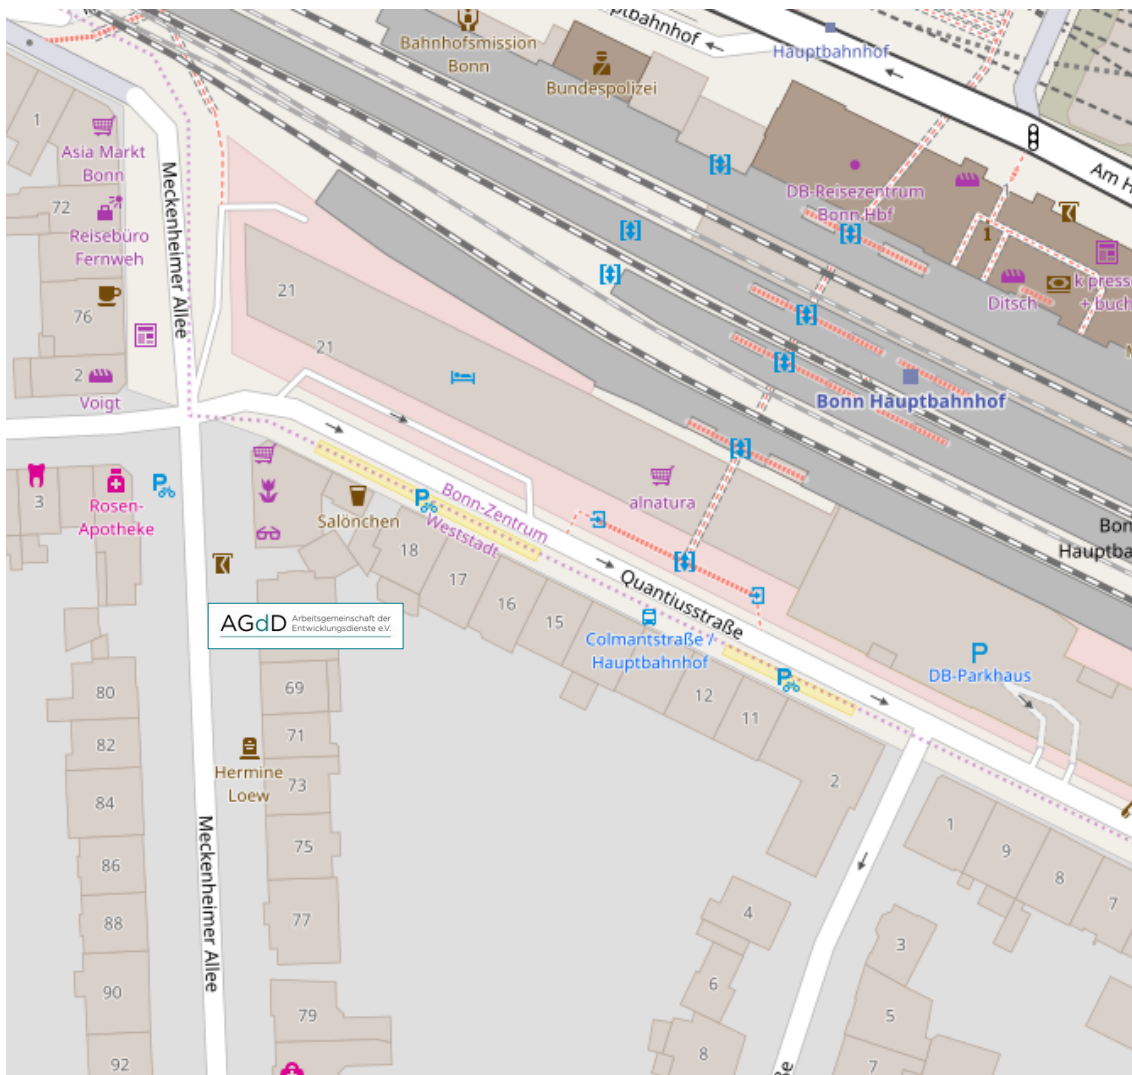 ptbahnhof
Bahnhofsmission
Bonn
Bundespolizei
Hauptbahnhof
Am H
1
Asia Markt
Bonn
72
Reisebüro
Fernweh
76
2
Voigt
Meckenheimer Allee
DB-Reisezentrum
Bonn Hbf
i
Ditsch
k press
+ buch
21
21
Bonn Hauptbahnhof
alnatura
Bon
Hauptba
3
P
Rosen-
Apotheke
Salönchen
P
Bonn-Zentrum
Weststadt
18
17
16
15
Quantiusstraße
Colmantstraße /
Hauptbahnhof
P
12
11
2
P
DB-Parkhaus
AGdD
Arbeitsgemeinschaft der
Entwicklungsdienste e.V.
69
71
73
75
77
79
Hermine
Loew
80
82
84
86
88
90
92
Meckenheimer Allee
1
9
8
7
4
6
8
3
5
7